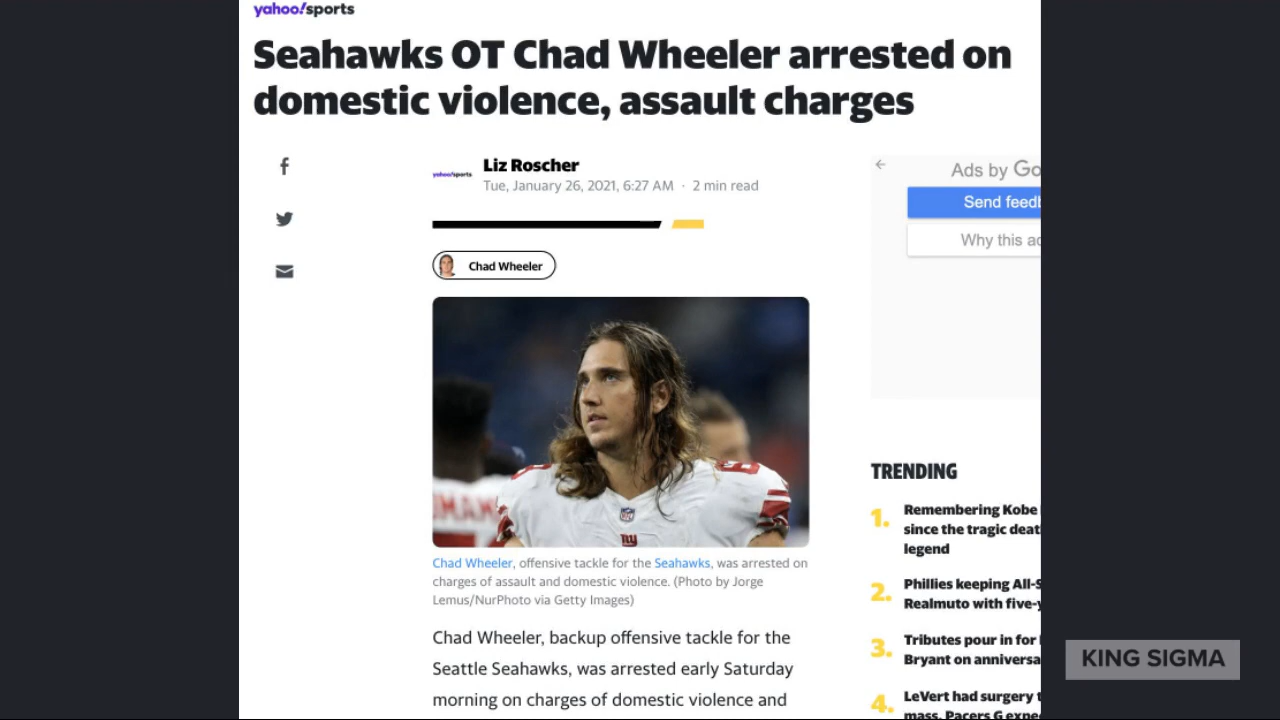 yahoo!sports
Seahawks OT Chad Wheeler arrested on
domestic violence, assault charges
yahoo!sports
Liz Roscher
Tue, January 26, 2021, 6:27 AM · 2 min read
Chad Wheeler
Chad Wheeler, offensive tackle for the Seahawks, was arrested on
charges of assault and domestic violence. (Photo by Jorge
Lemus/NurPhoto via Getty Images)
Chad Wheeler, backup offensive tackle for the
Seattle Seahawks, was arrested early Saturday
morning on charges of domestic violence and
Ads by
Send
Why this
TRENDING
1. Remembering Kobe
since the tragic
legend
2. Phillies keeping
Realmuto with
3. Tributes pour in for
Bryant on
4. LeVert had surgery
mass, Pacers G
KING SIGMA